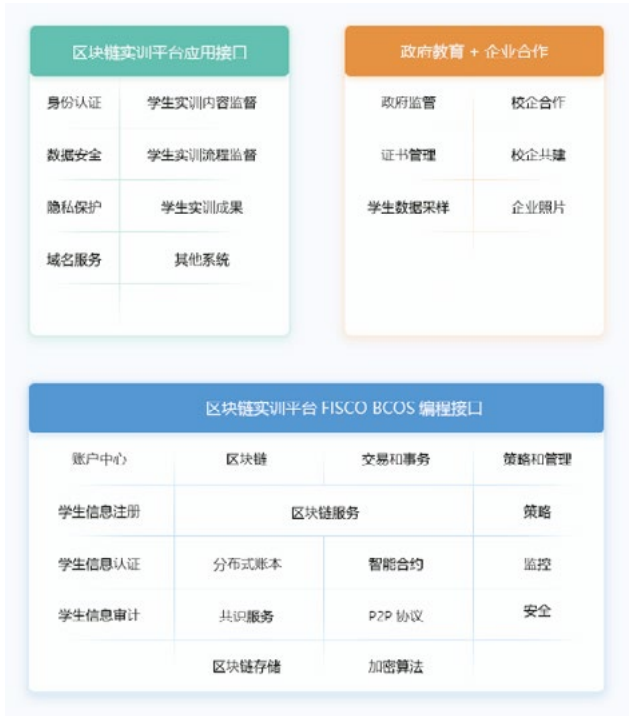 区块链实训平台应用接口
身份认证 学生实训内容监督
数据安全 学生实训流程监督
隐私保护 学生实训成果
域名服务 其他系统
政府教育 + 企业合作
政府监管 校企合作
证书管理 校企共建
学生数据采样 企业照片
区块链实训平台 FISCO BCOS 编程接口
账户中心 区块链 交易和事务 策略和管理
学生信息注册 区块链服务 策略
学生信息认证 分布式账本 智能合约 监控
学生信息审计 共识服务 P2P 协议 安全
区块链存储 加密算法